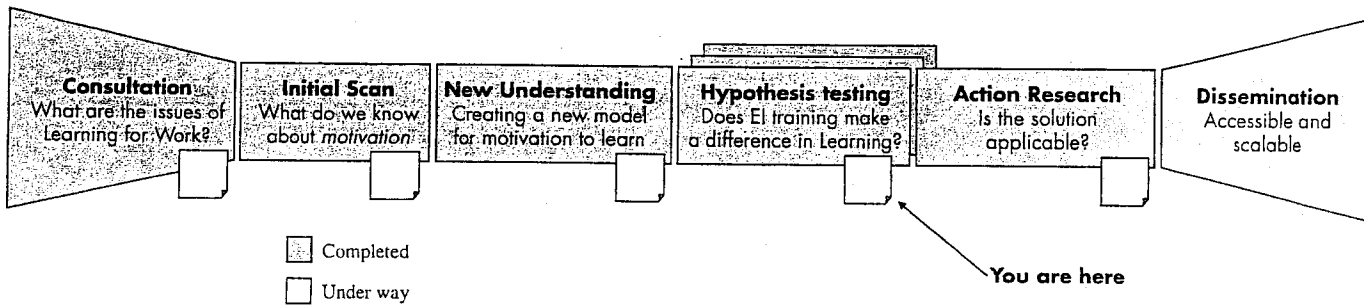 Consultation
What are the issues of
Learning for Work?
Initial Scan
What do we know
about motivation
New Understanding
Creating a new model
for motivation to learn
Hypothesis testing
Does EI training make
a difference in Learning?
Action Research
Is the solution
applicable?
Dissemination
Accessible and
scalable
Completed
Under way
You are here